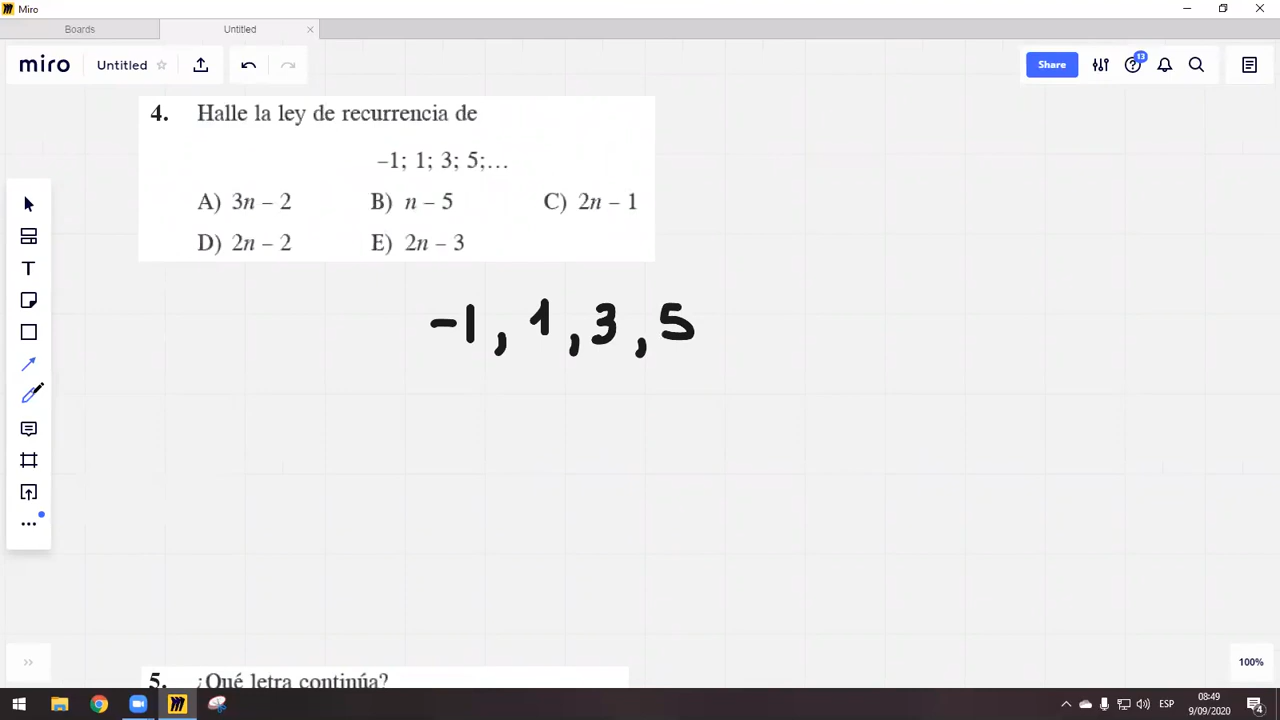 Miro
Boards
Untitled
miro Untitled
Share
13
4. Halle la ley de recurrencia de
–1; 1; 3; 5;…
A) 3n – 2 B) n – 5 C) 2n – 1
D) 2n – 2 E) 2n – 3
-1 , 1 , 3 , 5
100%
5. ¿Qué letra continúa?
ESP
08:49
9/09/2020
4